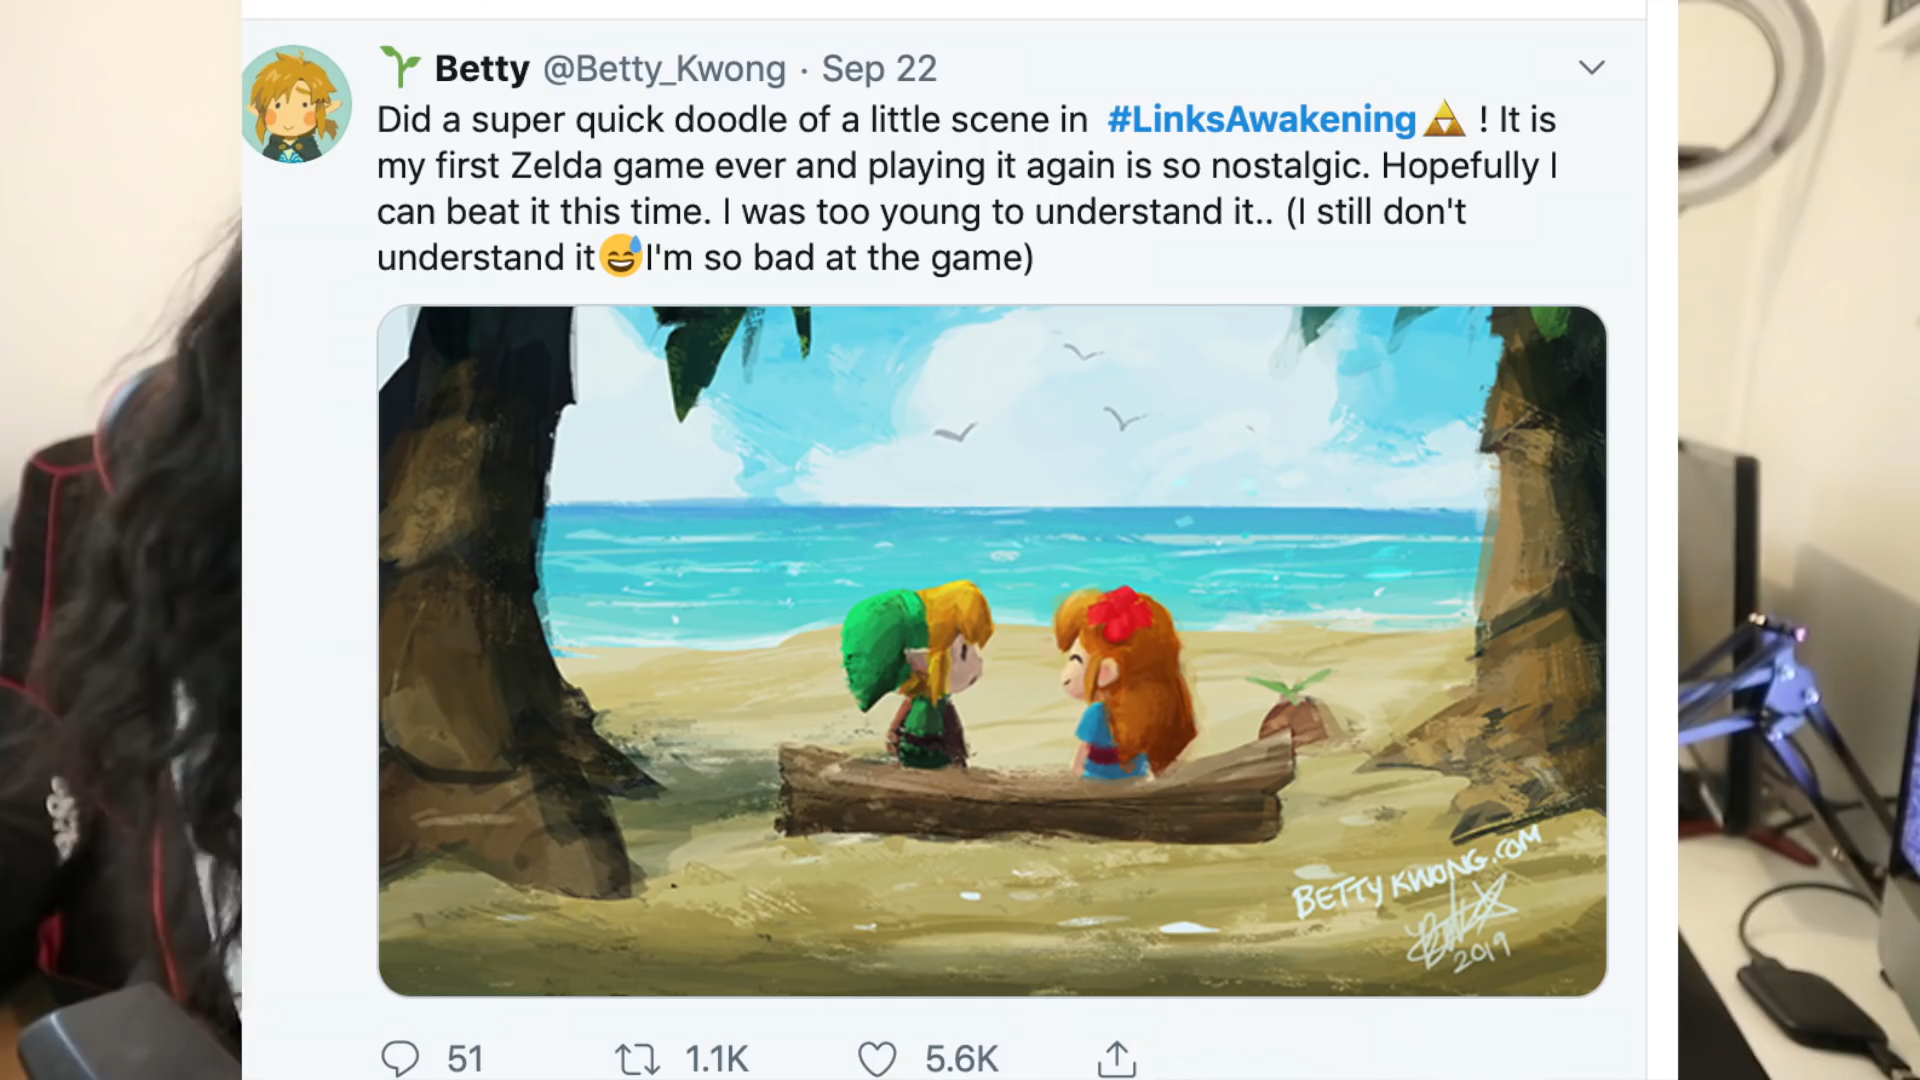 Betty @Betty_Kwong · Sep 22
Did a super quick doodle of a little scene in #LinksAwakening ! It is
my first Zelda game ever and playing it again is so nostalgic. Hopefully I
can beat it this time. I was too young to understand it.. (I still don't
understand it😅I'm so bad at the game)
BETTY KWONG.COM
2019
51 1.1K 5.6K